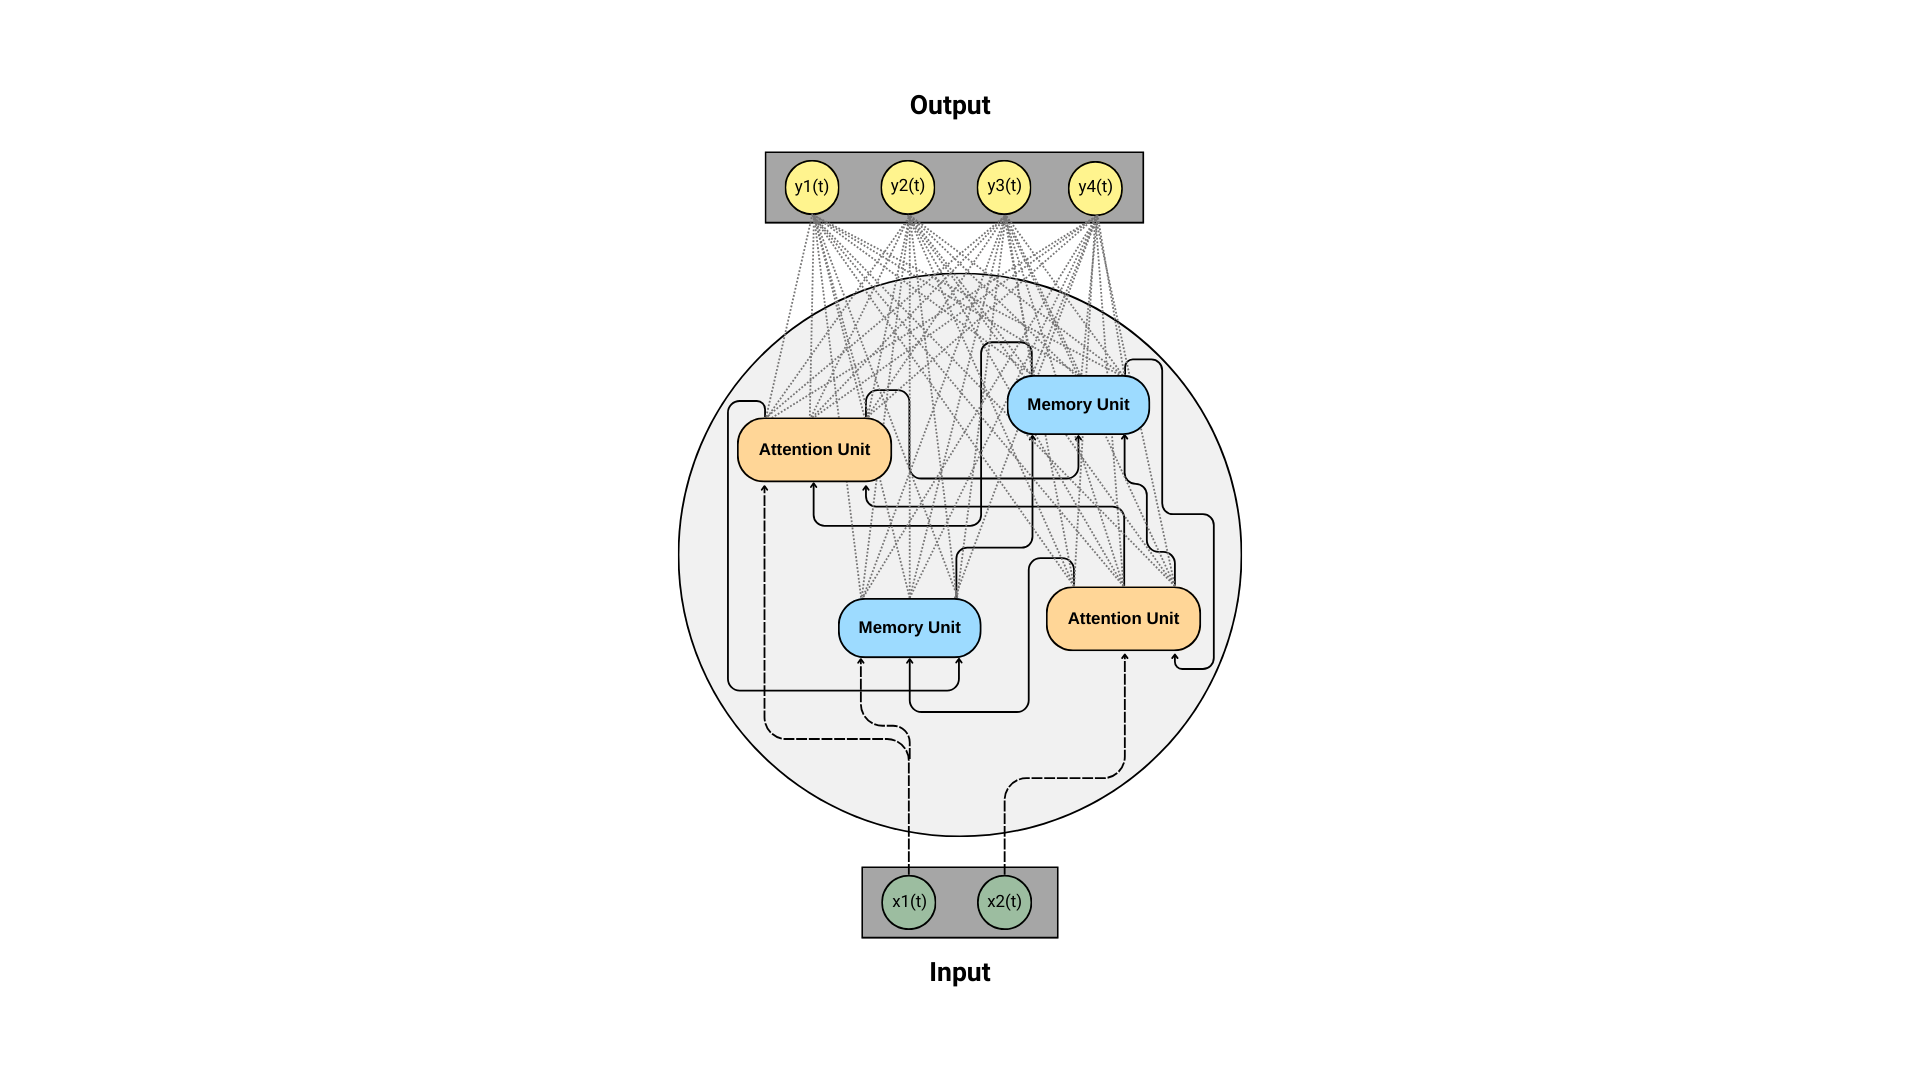 Output
y1(t) y2(t) y3(t) y4(t)
Memory Unit
Attention Unit
Memory Unit
Attention Unit
x1(t) x2(t)
Input